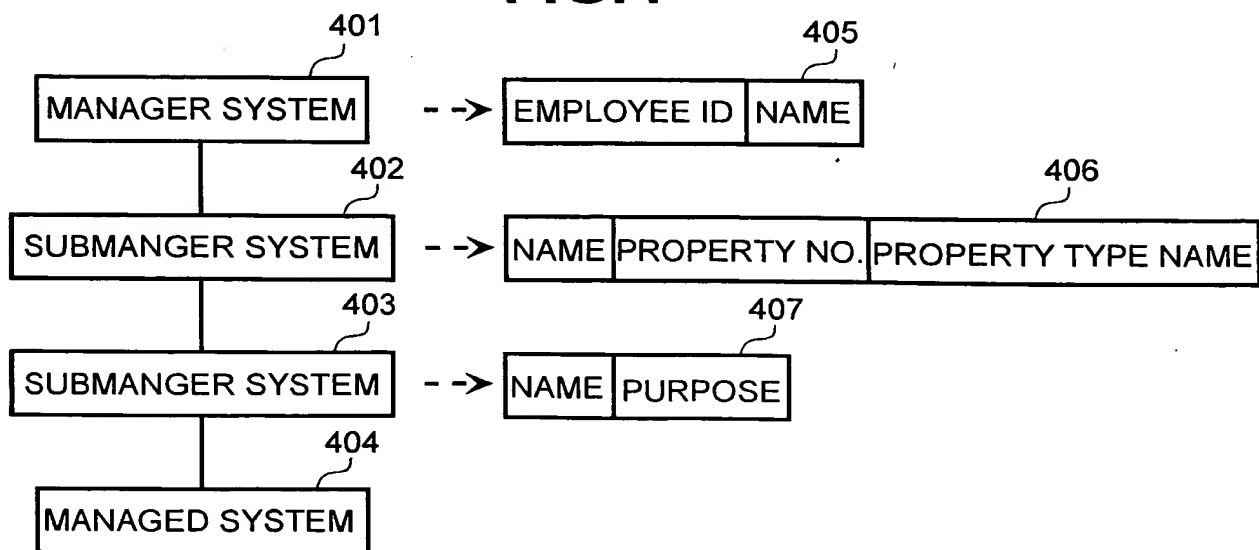 401
405
MANAGER SYSTEM
EMPLOYEE ID NAME
402
406
SUBMANGER SYSTEM
NAME PROPERTY NO. PROPERTY TYPE NAME
403
407
SUBMANGER SYSTEM
NAME PURPOSE
404
MANAGED SYSTEM